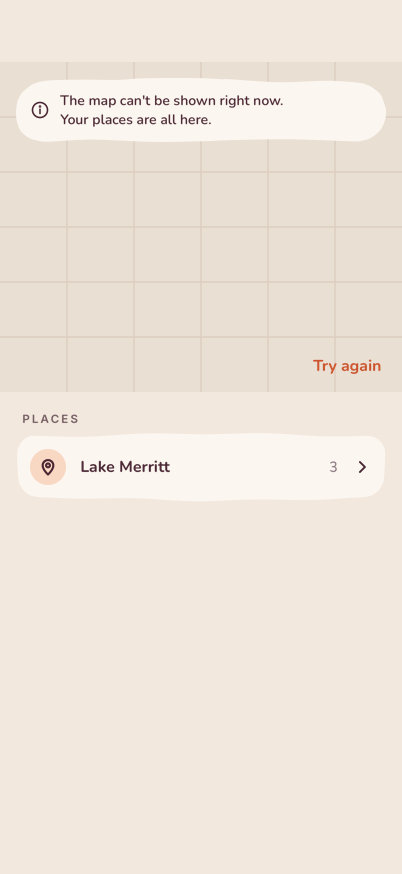 The map can't be shown right now.
Your places are all here.
Try again
PLACES
Lake Merritt
3